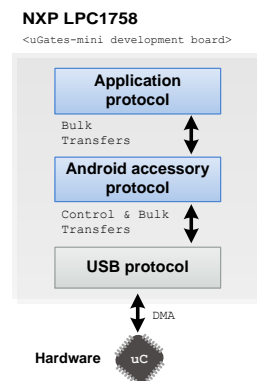 NXP LPC1758
<uGates-mini development board>
Application
protocol
Bulk
Transfers
Android accessory
protocol
Control & Bulk
Transfers
USB protocol
DMA
Hardware
uC